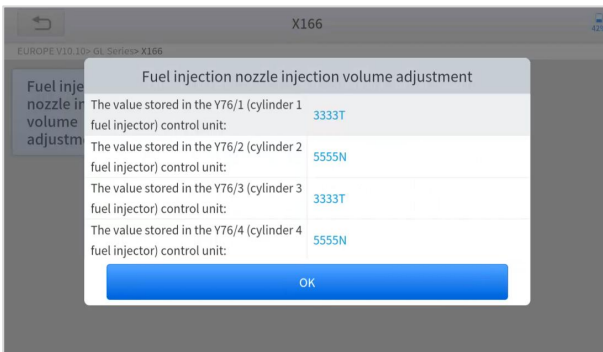 X166
42%
EUROPE V10.10> GL Series> X166
Fuel inje
nozzle in
volume
adjustm
Fuel injection nozzle injection volume adjustment
The value stored in the Y76/1 (cylinder 1
fuel injector) control unit:
3333T
The value stored in the Y76/2 (cylinder 2
fuel injector) control unit:
5555N
The value stored in the Y76/3 (cylinder 3
fuel injector) control unit:
3333T
The value stored in the Y76/4 (cylinder 4
fuel injector) control unit:
5555N
OK